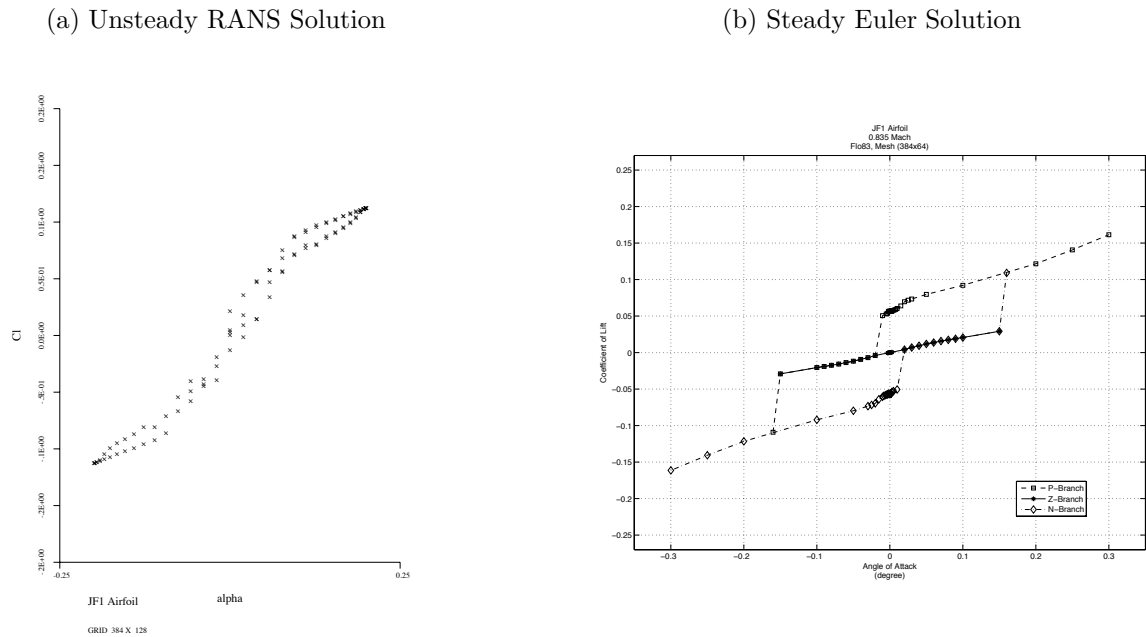 (a) Unsteady RANS Solution
(b) Steady Euler Solution
0.2E+00
0.2E+00
0.1E+00
0.5E-01
0.0E+00
-.5E-01
-.1E+00
-.2E+00
-.2E+00
Cl
-0.25
0.25
alpha
JF1 Airfoil
GRID 384 X 128
JF1 Airfoil
0.835 Mach
Flo83, Mesh (384x64)
0.25
0.2
0.15
0.1
0.05
0
−0.05
−0.1
−0.15
−0.2
−0.25
Coefficient of Lift
P−Branch
Z−Branch
N−Branch
−0.3
−0.2
−0.1
0
0.1
0.2
0.3
Angle of Attack
(degree)